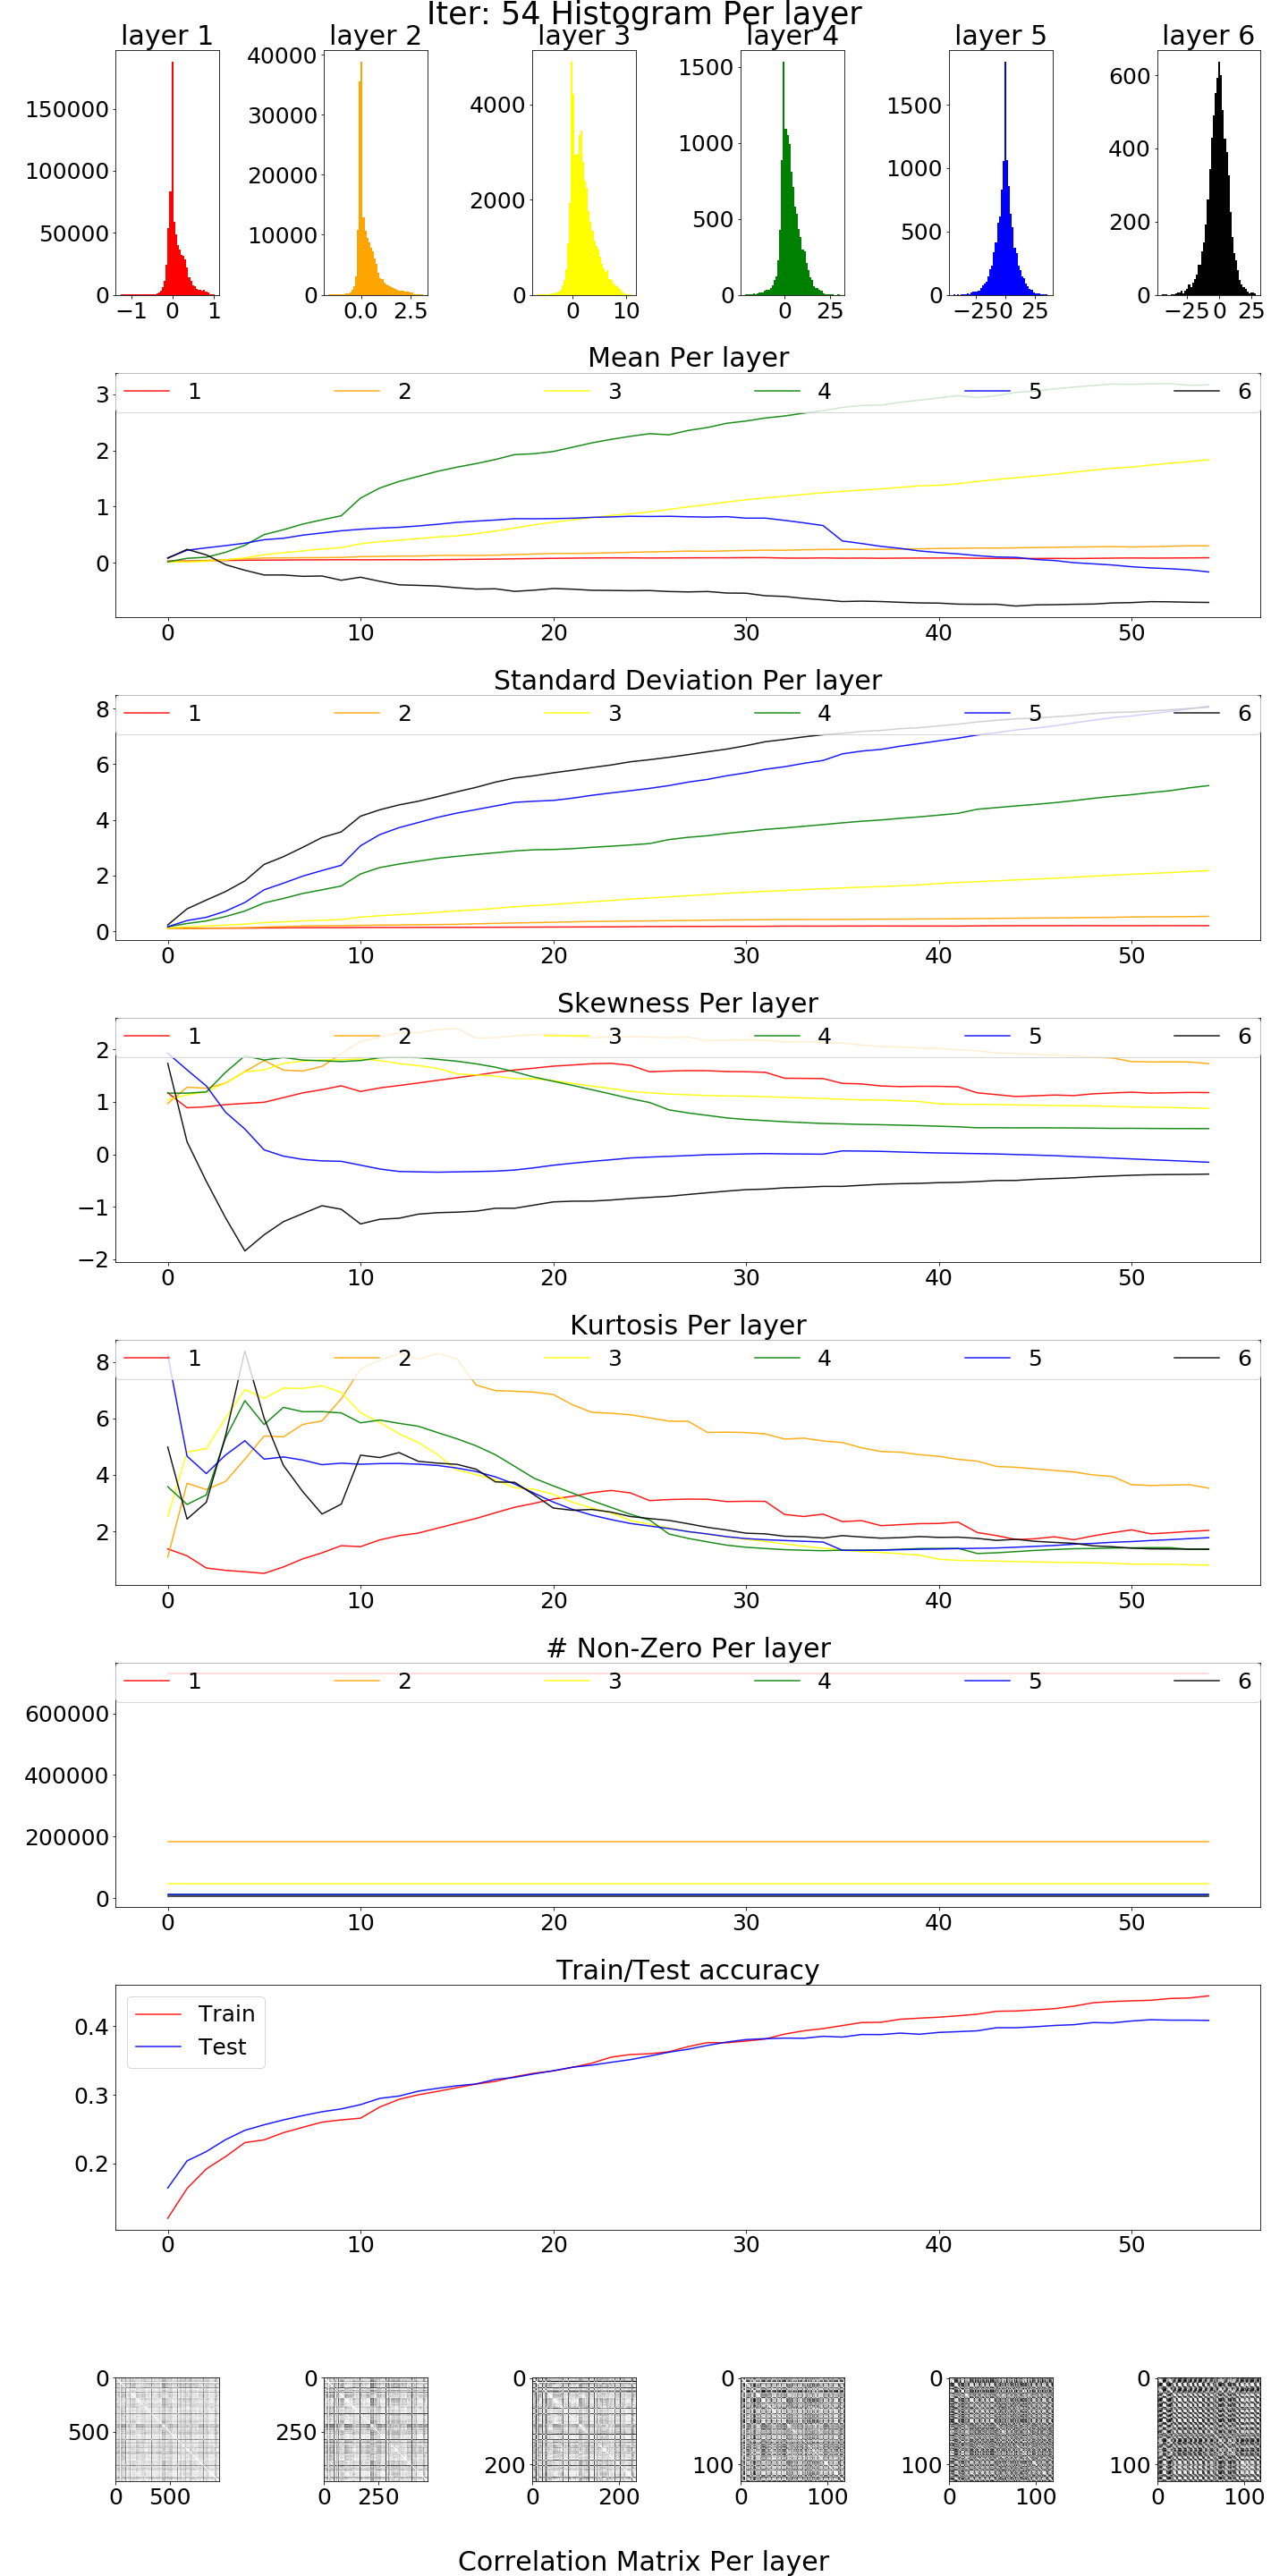 Iter: 54 Histogram Per layer
layer 1 layer 2 layer 3 layer 4 layer 5 layer 6
150000 100000 50000 0
−1 0 1
40000 30000 20000 10000 0
0.0 2.5
4000 2000 0
0 10
1500 1000 500 0
0 25
1500 1000 500 0
−25 0 25
600 400 200 0
−25 0 25
Mean Per layer
1 2 3 4 5 6
3
2
1
0
0 10 20 30 40 50
Standard Deviation Per layer
1 2 3 4 5 6
8
6
4
2
0
0 10 20 30 40 50
Skewness Per layer
1 2 3 4 5 6
2
1
0
−1
−2
0 10 20 30 40 50
Kurtosis Per layer
1 2 3 4 5 6
8
6
4
2
0 10 20 30 40 50
# Non-Zero Per layer
1 2 3 4 5 6
600000
400000
200000
0
0 10 20 30 40 50
Train/Test accuracy
Train
Test
0.4
0.3
0.2
0 10 20 30 40 50
0 0 0 0 0 0
500 250 200 100 100 100
0 500 0 250 0 200 0 100 0 100 0 100
Correlation Matrix Per layer